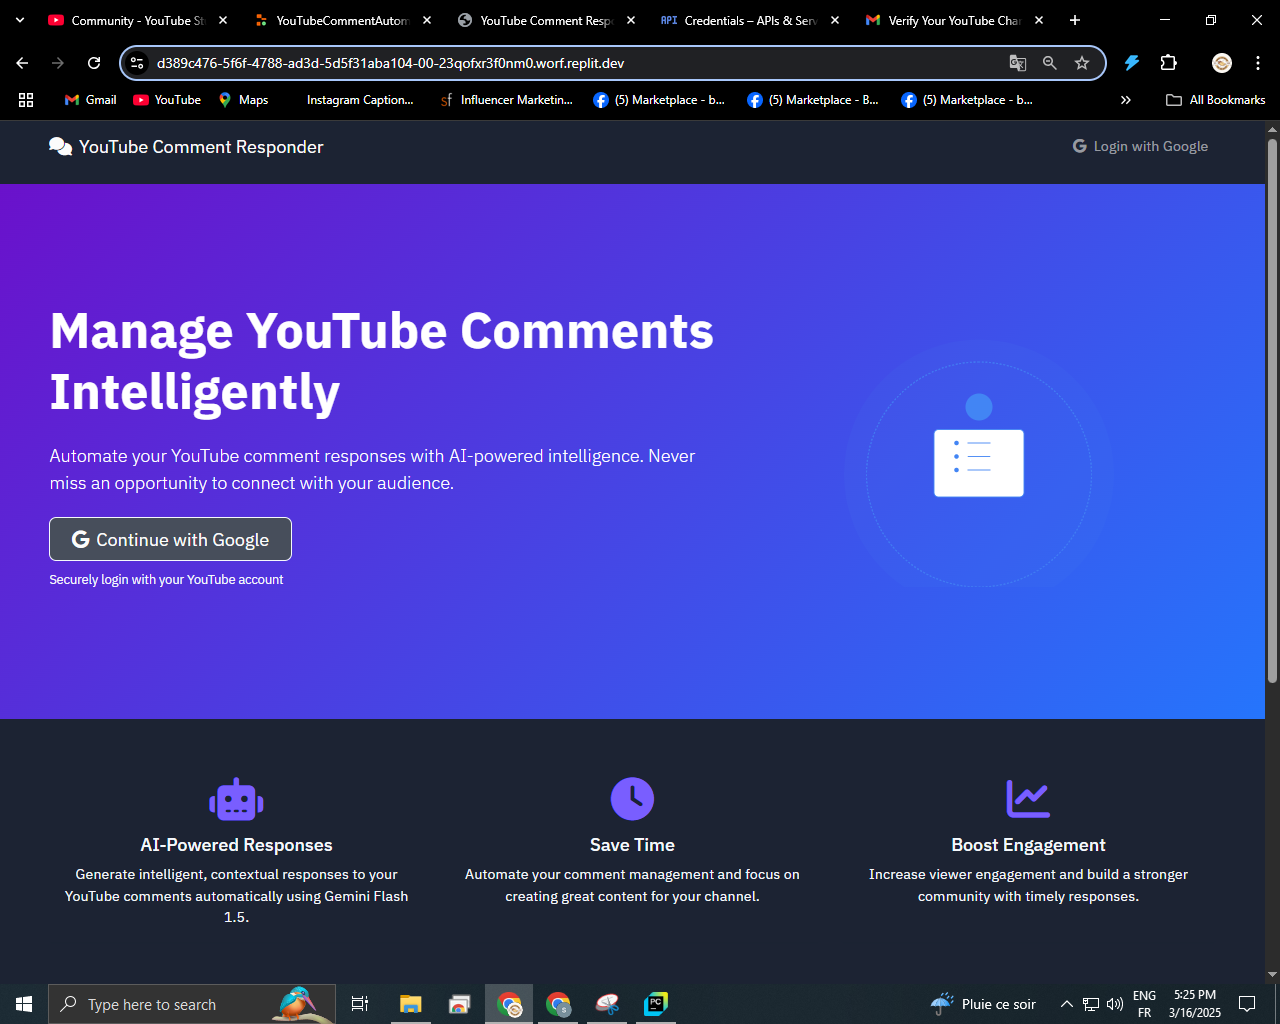 Community - YouTube St
YouTubeCommentAutom
YouTube Comment Resp
API
Credentials – APIs & Serv
Verify Your YouTube Cha
d389c476-5f6f-4788-ad3d-5d5f31aba104-00-23qofxr3f0nm0.worf.replit.dev
Gmail
YouTube
Maps
Instagram Caption...
sf
Influencer Marketin...
(5) Marketplace - b...
(5) Marketplace - B...
(5) Marketplace - b...
All Bookmarks
YouTube Comment Responder
Login with Google
Manage YouTube Comments
Intelligently
Automate your YouTube comment responses with AI-powered intelligence. Never
miss an opportunity to connect with your audience.
Continue with Google
Securely login with your YouTube account
AI-Powered Responses
Generate intelligent, contextual responses to your
YouTube comments automatically using Gemini Flash
1.5.
Save Time
Automate your comment management and focus on
creating great content for your channel.
Boost Engagement
Increase viewer engagement and build a stronger
community with timely responses.
Type here to search
PC
Pluie ce soir
ENG
FR
5:25 PM
3/16/2025